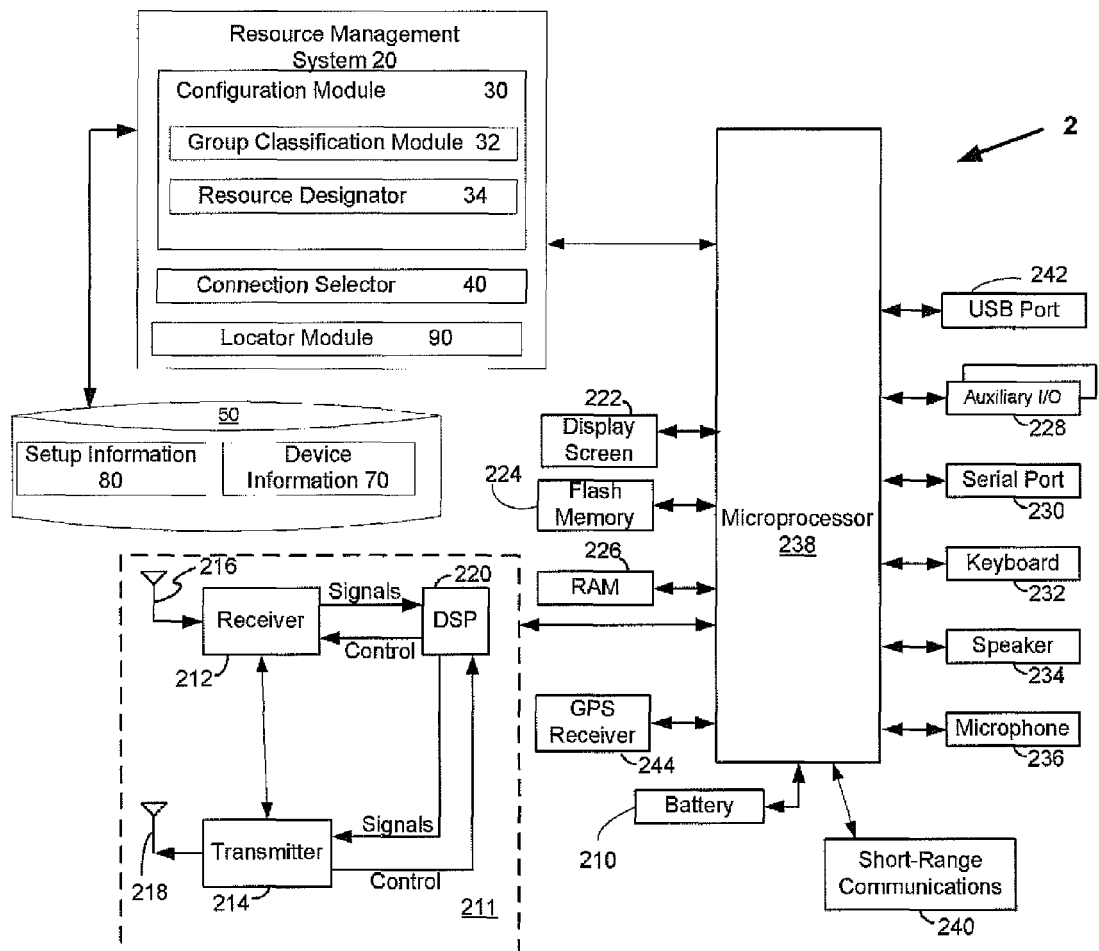 Resource Management
System 20
Configuration Module 30
Group Classification Module 32
Resource Designator 34
Connection Selector 40
Locator Module 90
2
242
USB Port
Auxiliary I/O
228
Serial Port
230
Keyboard
232
Speaker
234
Microphone
236
50
Setup Information
80
Device
Information 70
222
Display
Screen
224
Flash
Memory
226
RAM
Microprocessor
238
GPS
Receiver
244
Battery
210
Short-Range
Communications
240
216
Receiver
212
Signals
Control
220
DSP
218
Transmitter
214
Signals
Control
211